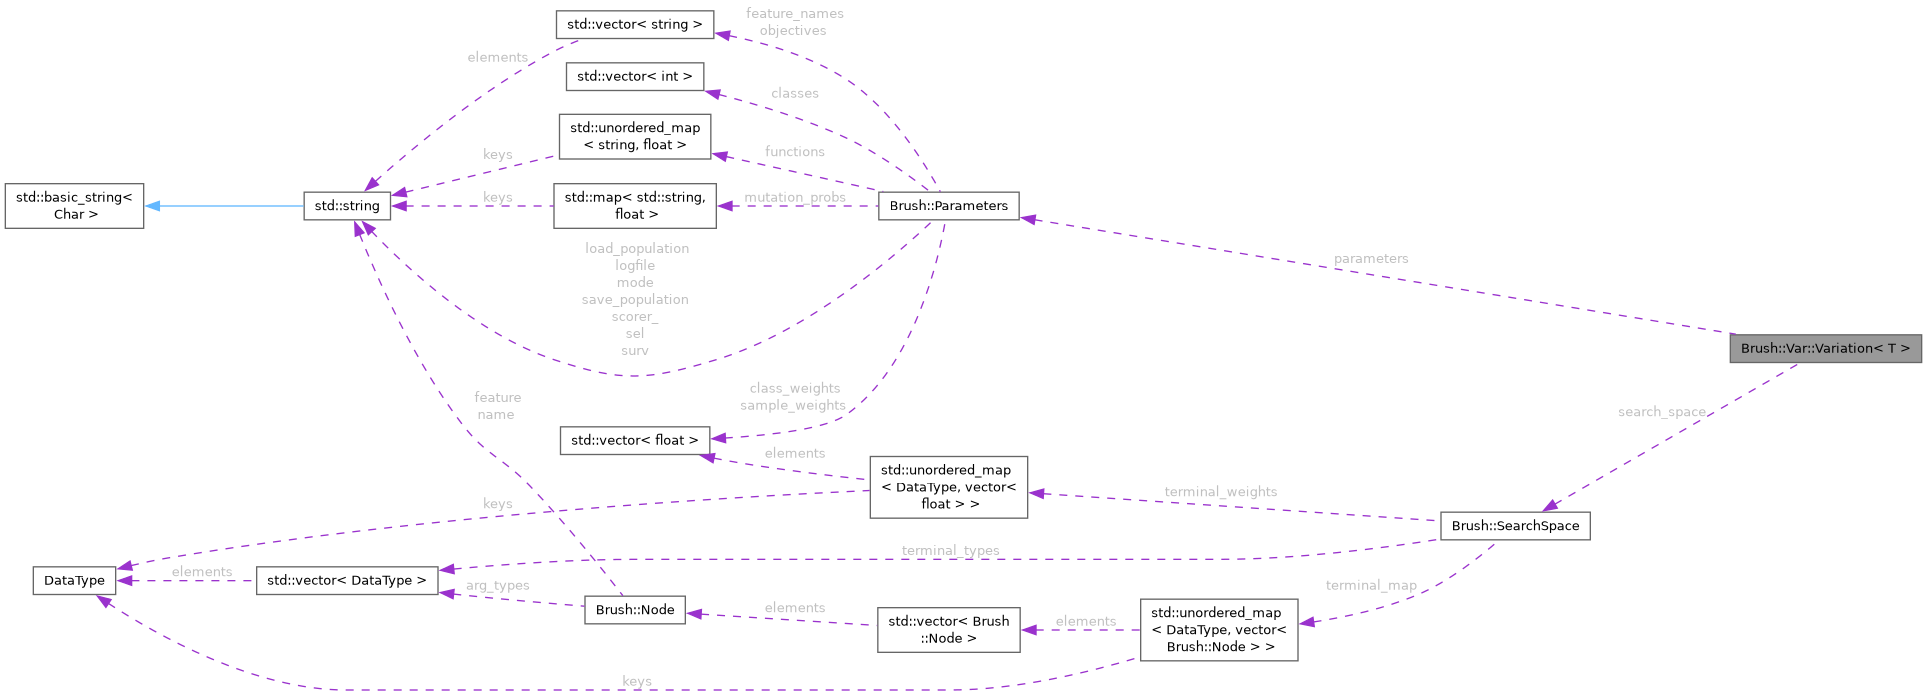 std::vector< string >
feature_names
objectives
elements
std::vector< int >
classes
std::unordered_map
< string, float >
functions
keys
std::basic_string<
Char >
std::string
keys
std::map< std::string,
float >
mutation_probs
Brush::Parameters
load_population
logfile
mode
save_population
scorer_
sel
surv
parameters
Brush::Var::Variation< T >
feature
name
class_weights
sample_weights
search_space
std::vector< float >
elements
std::unordered_map
< DataType, vector<
float > >
terminal_weights
keys
Brush::SearchSpace
terminal_types
DataType
elements
std::vector< DataType >
arg_types
Brush::Node
elements
std::vector< Brush
::Node >
elements
terminal_map
std::unordered_map
< DataType, vector<
Brush::Node > >
keys